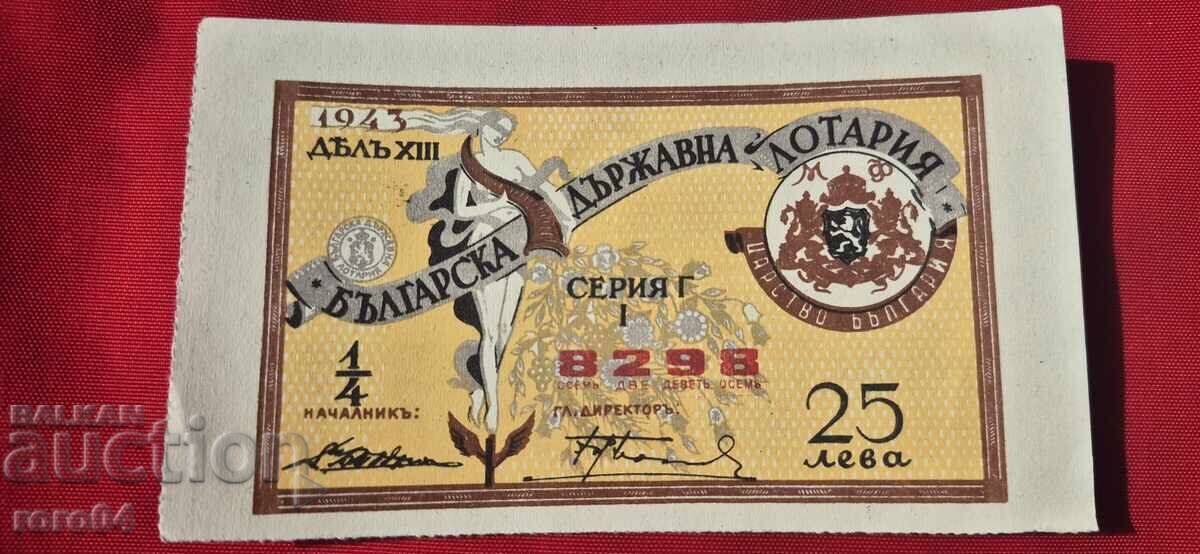 1943
ДѢЛЪ XIII
БЪЛГАРСКА ДЪРЖАВНА ЛОТАРИЯ
М Ф
ЦАРСТВО БЪЛГАРИЯ
СЕРИЯ Г
I
8298
ОСЕМЬ ДВЕ ДЕВЕТЬ ОСЕМЬ
1/4
НАЧАЛНИКЪ:
ГЛ. ДИРЕКТОРЪ:
25
лева
BALKAN
auction
roro64